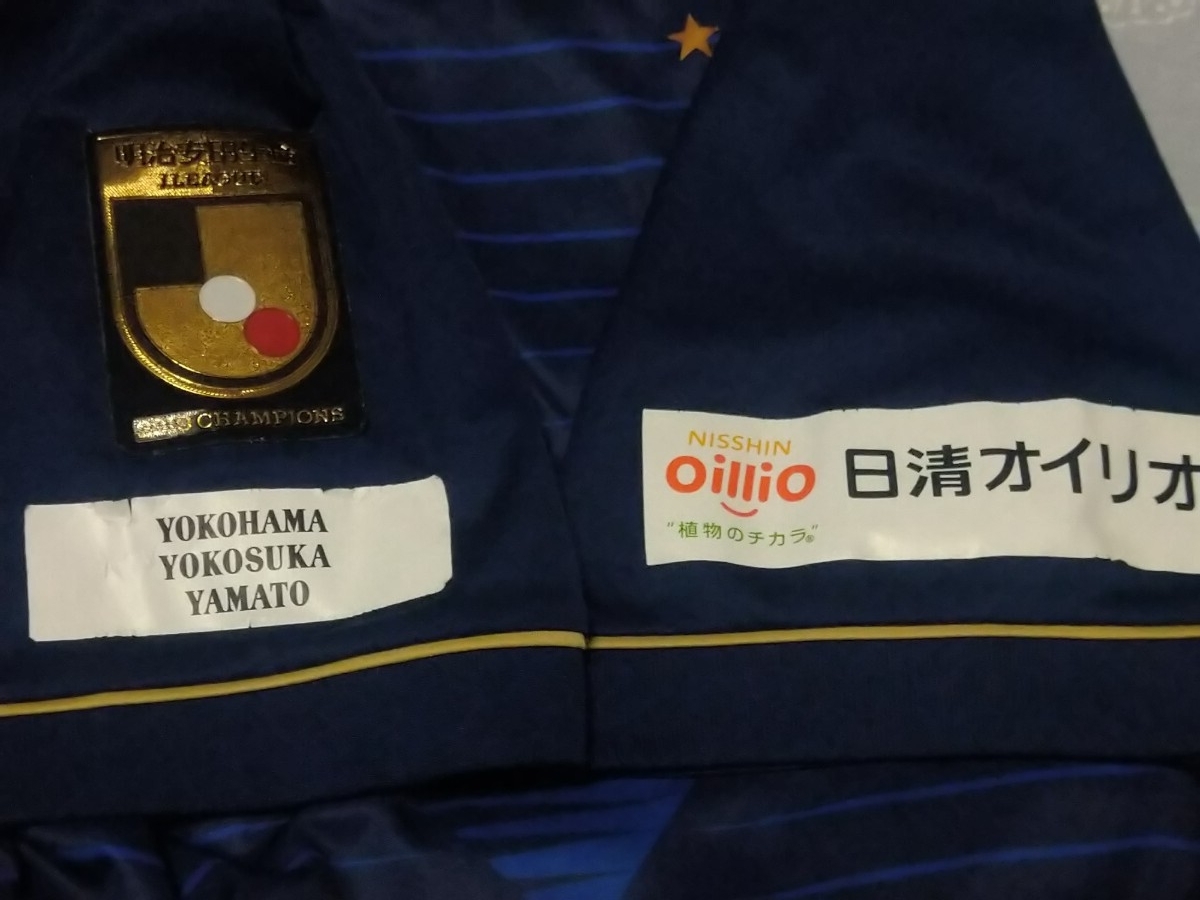 明治安田生命
J.LEAGUE
CHAMPIONS
YOKOHAMA
YOKOSUKA
YAMATO
NISSHIN
OilliO
"植物のチカラ®"
日清オイリオ